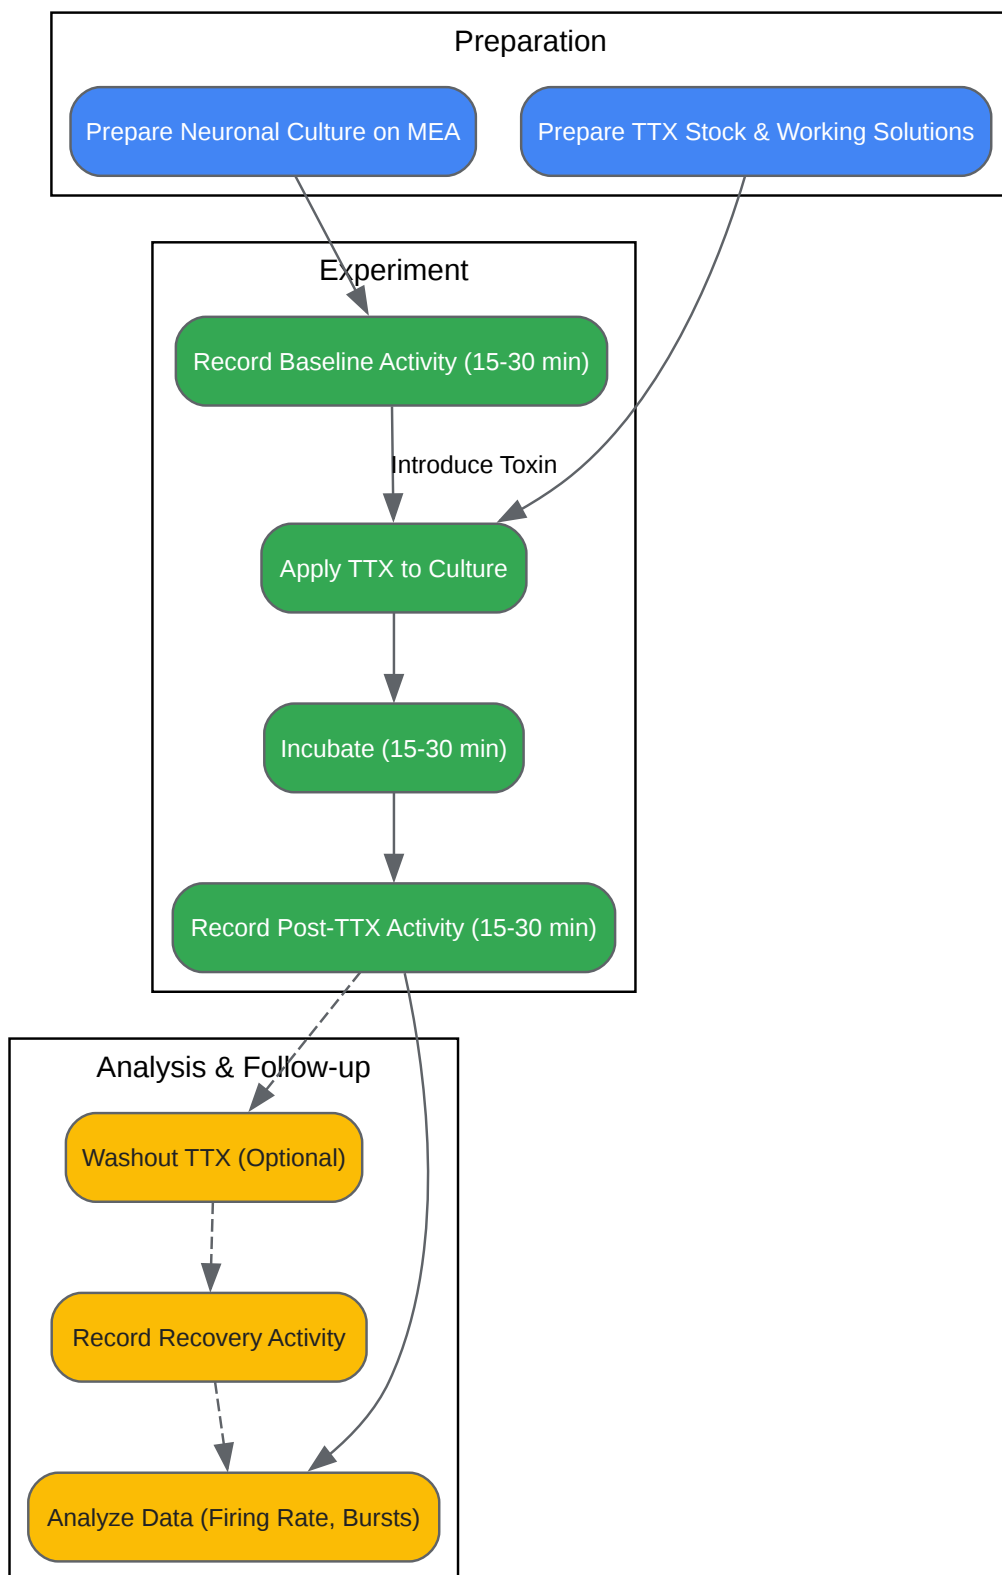 Preparation
Prepare Neuronal Culture on MEA
Prepare TTX Stock & Working Solutions
Experiment
Record Baseline Activity (15-30 min)
Introduce Toxin
Apply TTX to Culture
Incubate (15-30 min)
Record Post-TTX Activity (15-30 min)
Analysis & Follow-up
Washout TTX (Optional)
Record Recovery Activity
Analyze Data (Firing Rate, Bursts)